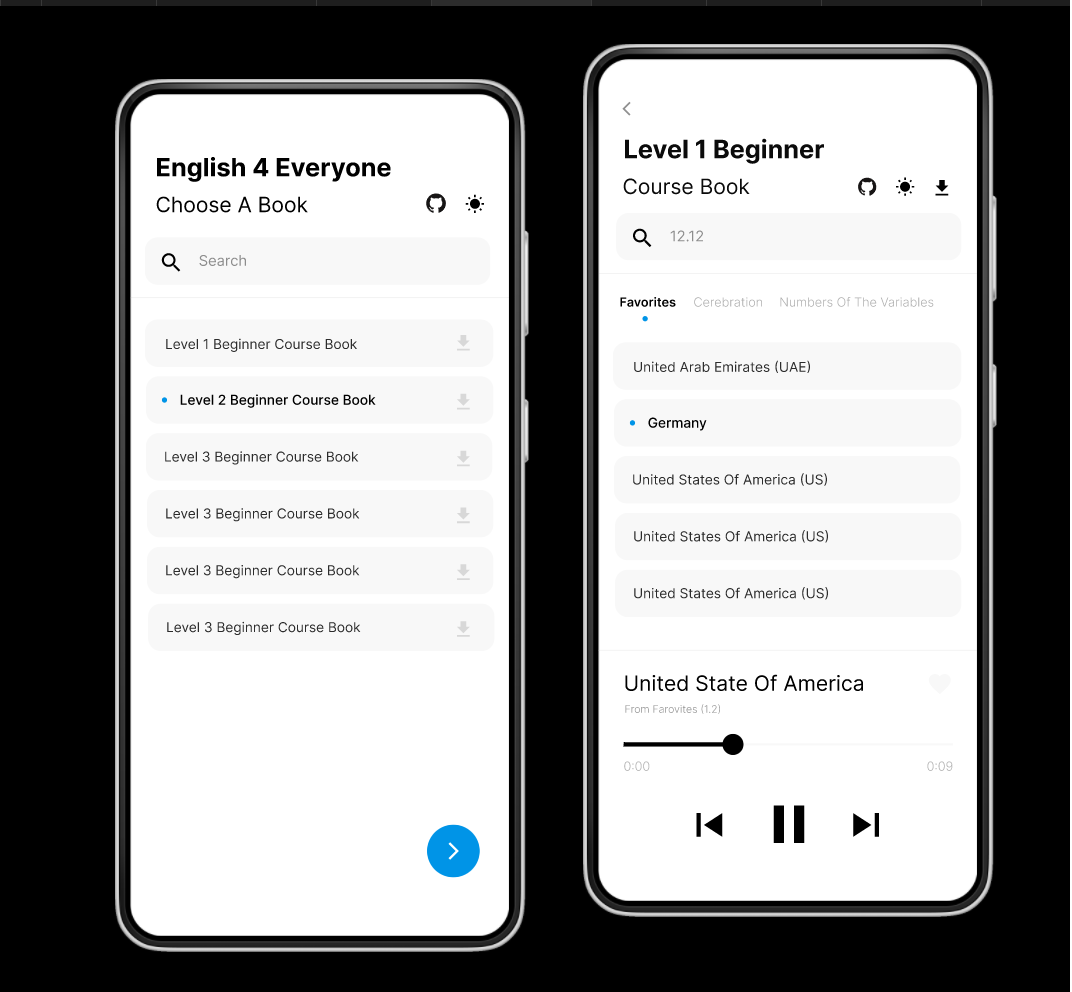 English 4 Everyone
Choose A Book
Search
Level 1 Beginner Course Book
Level 2 Beginner Course Book
Level 3 Beginner Course Book
Level 3 Beginner Course Book
Level 3 Beginner Course Book
Level 3 Beginner Course Book
Level 1 Beginner
Course Book
12.12
Favorites Cerebration Numbers Of The Variables
United Arab Emirates (UAE)
Germany
United States Of America (US)
United States Of America (US)
United States Of America (US)
United State Of America
From Farovites (1.2)
0:00 0:09